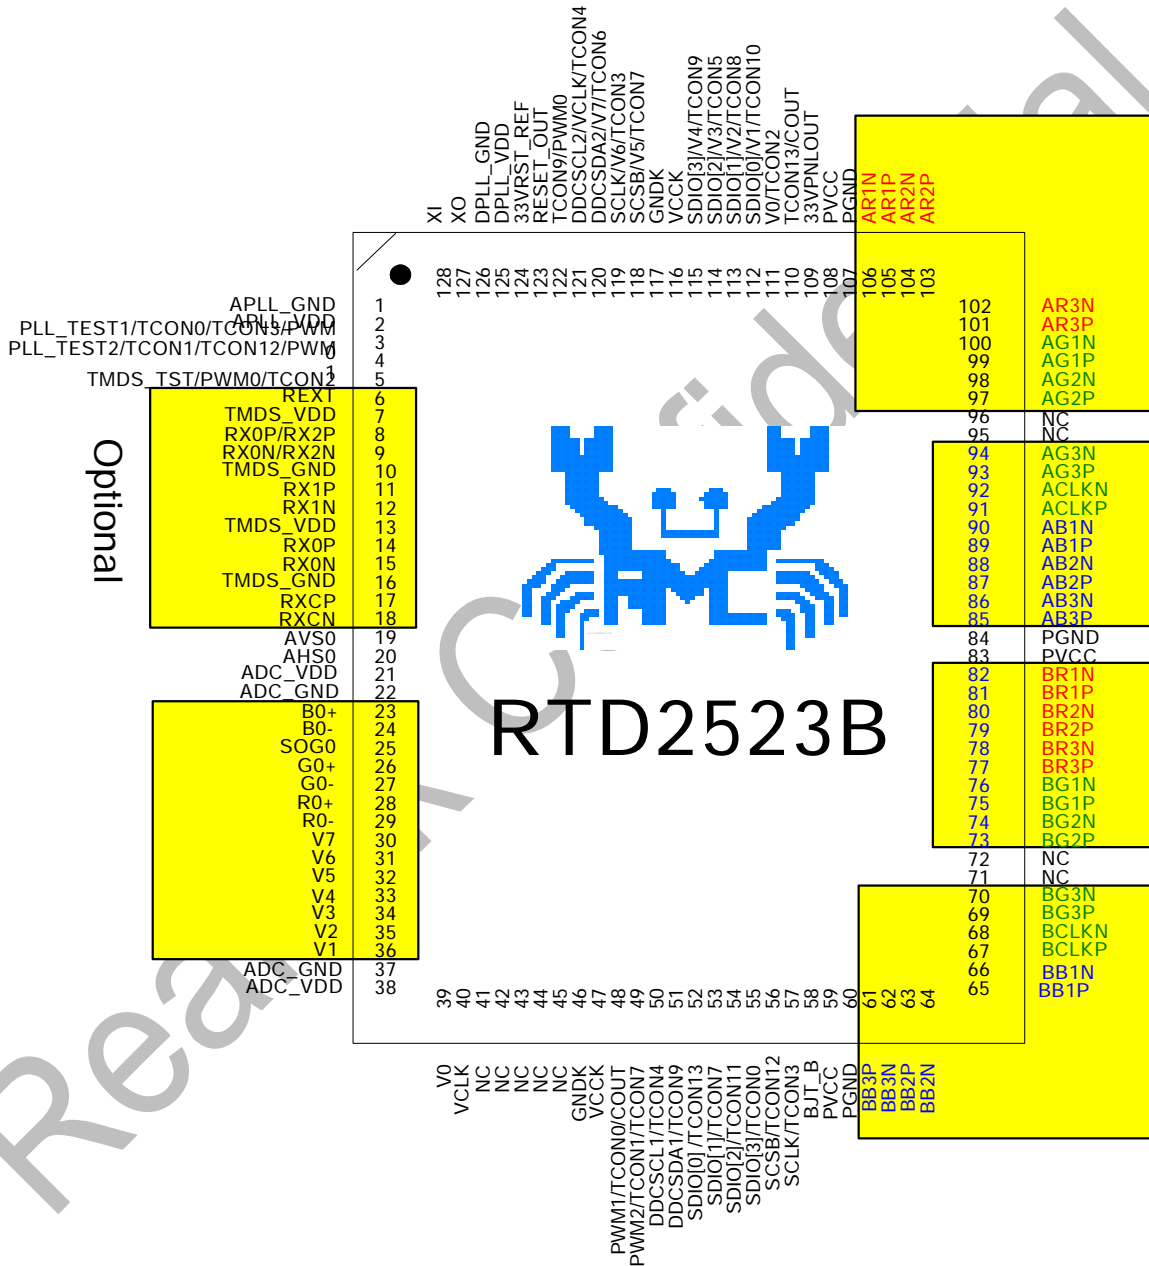 XI
XO
DPLL_GND
DPLL_VDD
33VRST_REF
RESET_OUT
TCON9/PWM0
DDCSCL2/VCLK/TCON4
DDCSDA2/V7/TCON6
SCLK/V6/TCON3
SCSB/V5/TCON7
GNDK
VCCK
SDIO[3]/V4/TCON9
SDIO[2]/V3/TCON5
SDIO[1]/V2/TCON8
SDIO[0]/V1/TCON10
V0/TCON2
TCON13/COUT
33VPNLOUT
PVCC
PGND
AR1N
AR1P
AR2N
AR2P
128
127
126
125
124
123
122
121
120
119
118
117
116
115
114
113
112
111
110
109
108
107
106
105
104
103
APLL_GND 1
APLL_VDD 2
PLL_TEST1/TCON0/TCON3/PWM
0
3
PLL_TEST2/TCON1/TCON12/PWM
1
4
TMDS_TST/PWM0/TCON2 5
REXT 6
TMDS_VDD 7
RX0P/RX2P 8
RX0N/RX2N 9
TMDS_GND 10
RX1P 11
RX1N 12
TMDS_VDD 13
RX0P 14
RX0N 15
TMDS_GND 16
RXCP 17
RXCN 18
AVS0 19
AHS0 20
ADC_VDD 21
ADC_GND 22
B0+ 23
B0- 24
SOG0 25
G0+ 26
G0- 27
R0+ 28
R0- 29
V7 30
V6 31
V5 32
V4 33
V3 34
V2 35
V1 36
ADC_GND 37
ADC_VDD 38
Optional
RTD2523B
102 AR3N
101 AR3P
100 AG1N
99 AG1P
98 AG2N
97 AG2P
96 NC
95 NC
94 AG3N
93 AG3P
92 ACLKN
91 ACLKP
90 AB1N
89 AB1P
88 AB2N
87 AB2P
86 AB3N
85 AB3P
84 PGND
83 PVCC
82 BR1N
81 BR1P
80 BR2N
79 BR2P
78 BR3N
77 BR3P
76 BG1N
75 BG1P
74 BG2N
73 BG2P
72 NC
71 NC
70 BG3N
69 BG3P
68 BCLKN
67 BCLKP
66 BB1N
65 BB1P
39
40
41
42
43
44
45
46
47
48
49
50
51
52
53
54
55
56
57
58
59
60
61
62
63
64
V0
VCLK
NC
NC
NC
NC
NC
GNDK
VCCK
PWM1/TCON0/COUT
PWM2/TCON1/TCON7
DDCSCL1/TCON4
DDCSDA1/TCON9
SDIO[0]/TCON13
SDIO[1]/TCON7
SDIO[2]/TCON11
SDIO[3]/TCON0
SCSB/TCON12
SCLK/TCON3
BJT_B
PVCC
PGND
BB3P
BB3N
BB2P
BB2N